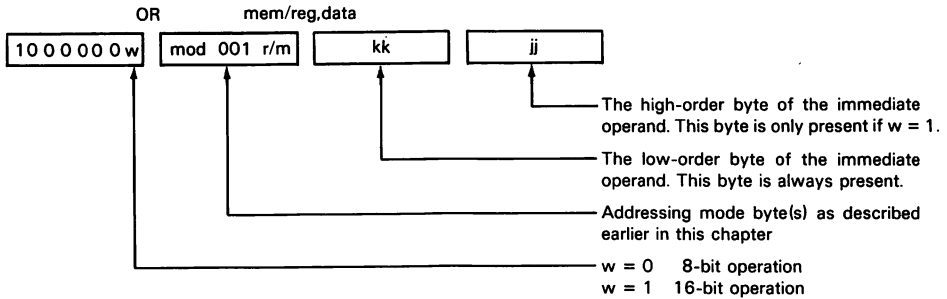 OR mem/reg,data
1 0 0 0 0 0 0 w mod 001 r/m kk jj
The high-order byte of the immediate
operand. This byte is only present if w = 1.
The low-order byte of the immediate
operand. This byte is always present.
Addressing mode byte(s) as described
earlier in this chapter
w = 0 8-bit operation
w = 1 16-bit operation